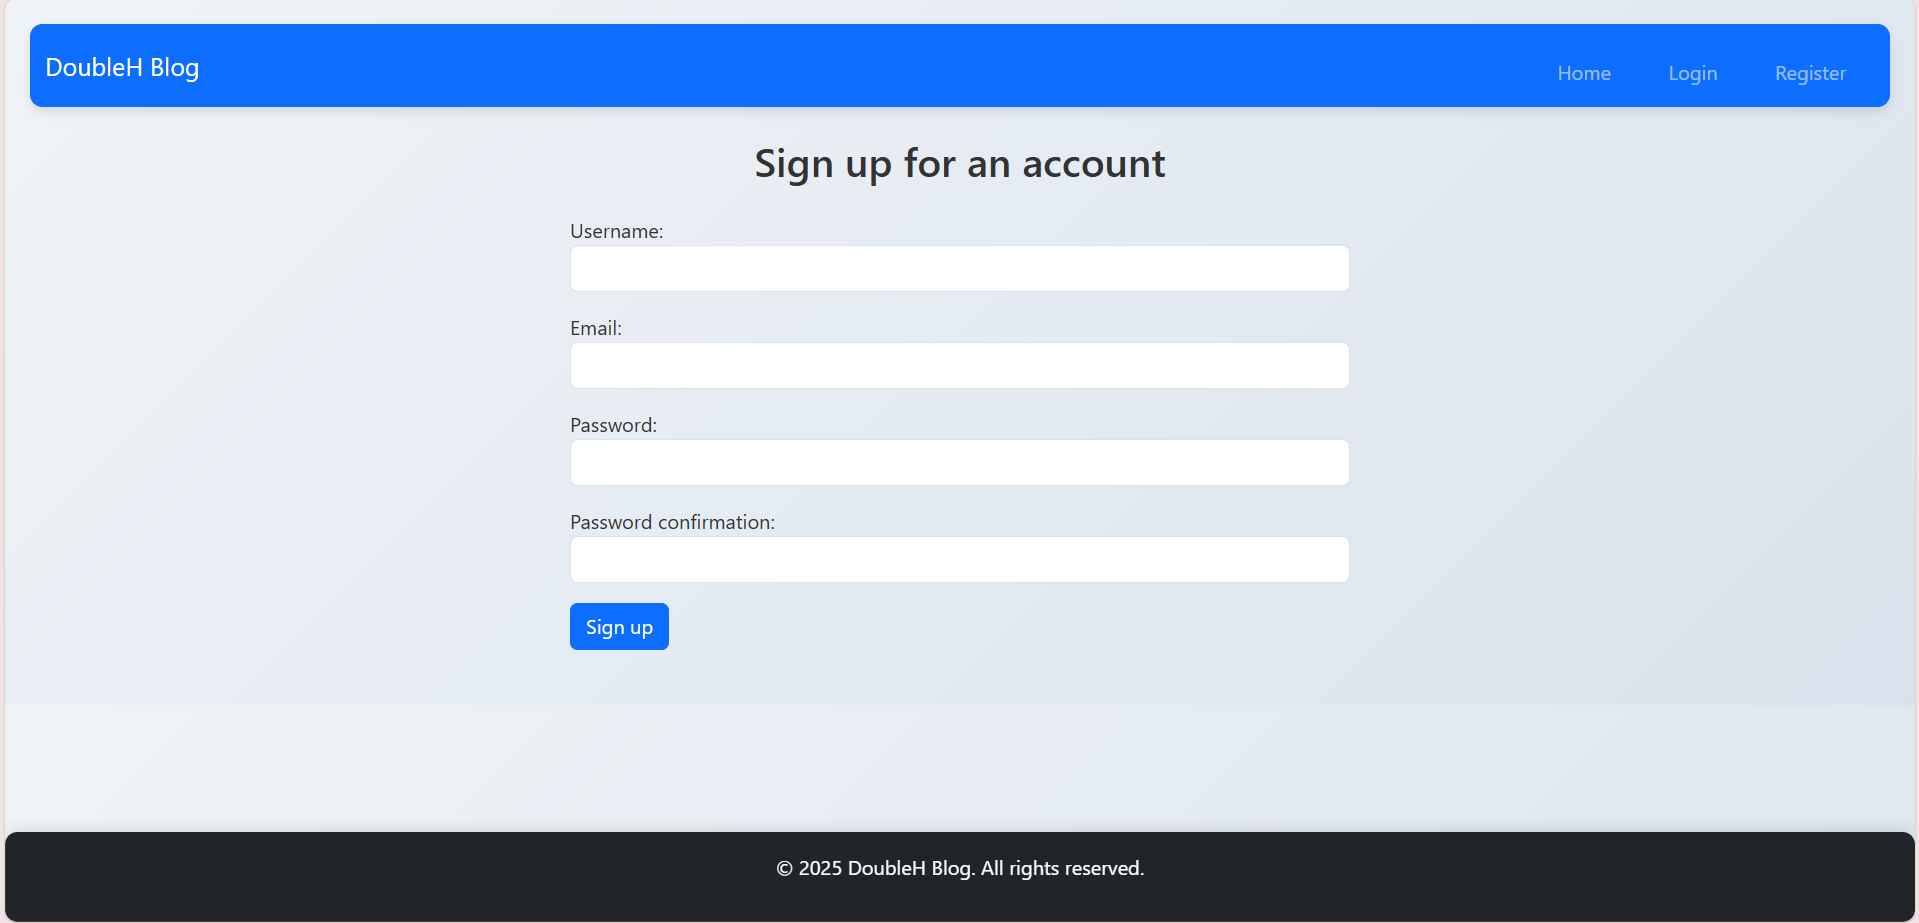 DoubleH Blog
Home Login Register
Sign up for an account
Username:
Email:
Password:
Password confirmation:
Sign up
© 2025 DoubleH Blog. All rights reserved.